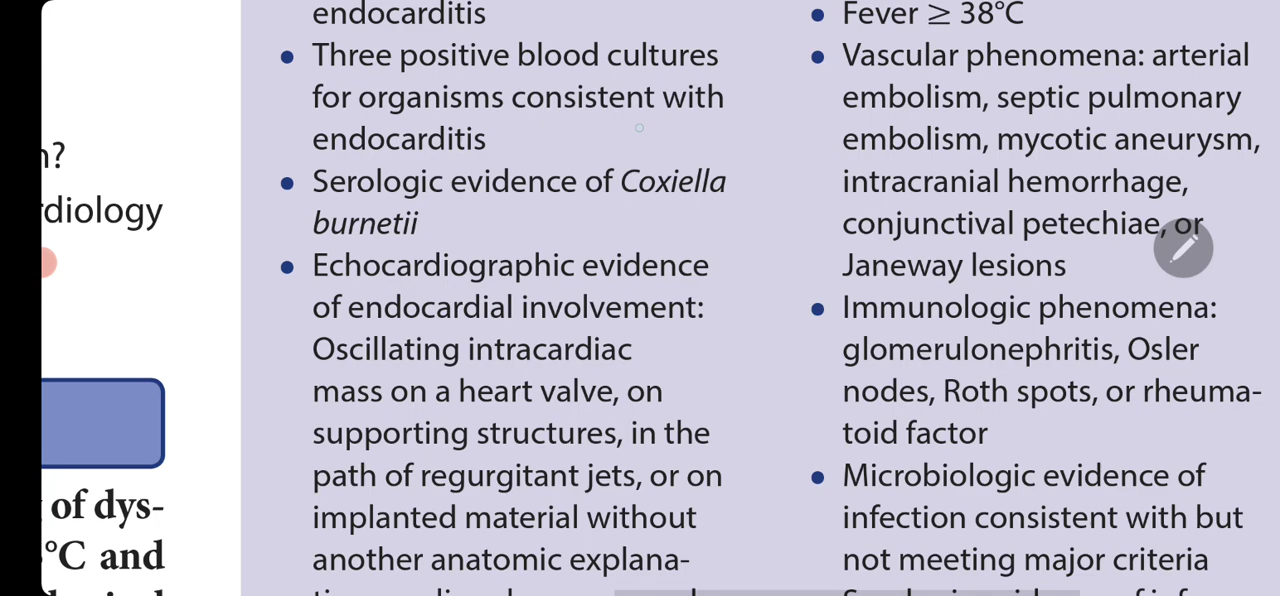 n?
rdiology
of dys-
°C and
endocarditis
Three positive blood cultures
for organisms consistent with
endocarditis
Serologic evidence of Coxiella
burnetii
Echocardiographic evidence
of endocardial involvement:
Oscillating intracardiac
mass on a heart valve, on
supporting structures, in the
path of regurgitant jets, or on
implanted material without
another anatomic explana-
Fever ≥ 38°C
Vascular phenomena: arterial
embolism, septic pulmonary
embolism, mycotic aneurysm,
intracranial hemorrhage,
conjunctival petechiae, or
Janeway lesions
Immunologic phenomena:
glomerulonephritis, Osler
nodes, Roth spots, or rheuma-
toid factor
Microbiologic evidence of
infection consistent with but
not meeting major criteria